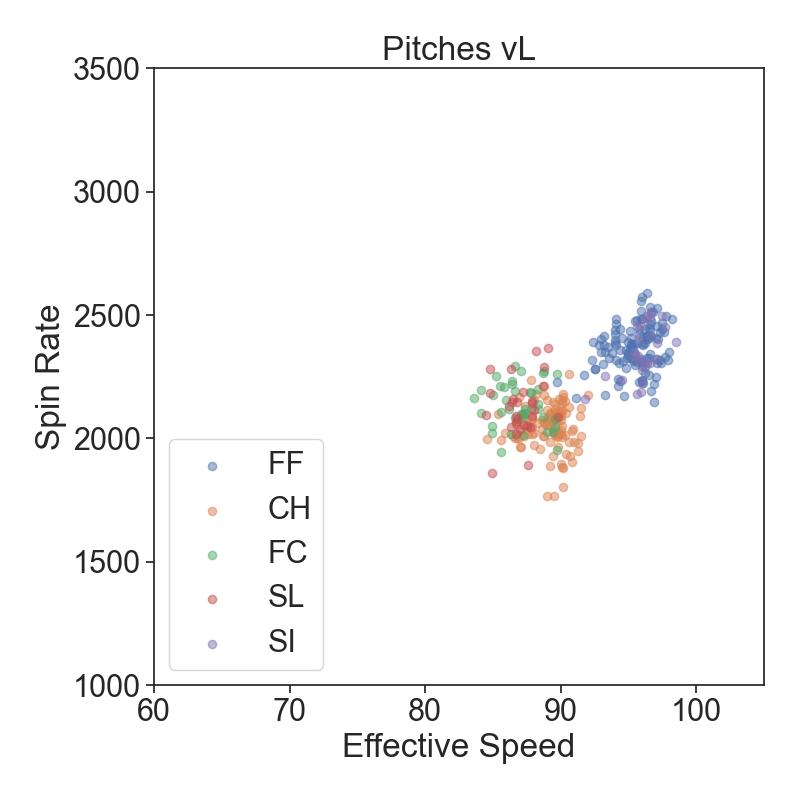 Pitches vL
3500
3000
2500
2000
1500
1000
Spin Rate
FF
CH
FC
SL
SI
60 70 80 90 100
Effective Speed